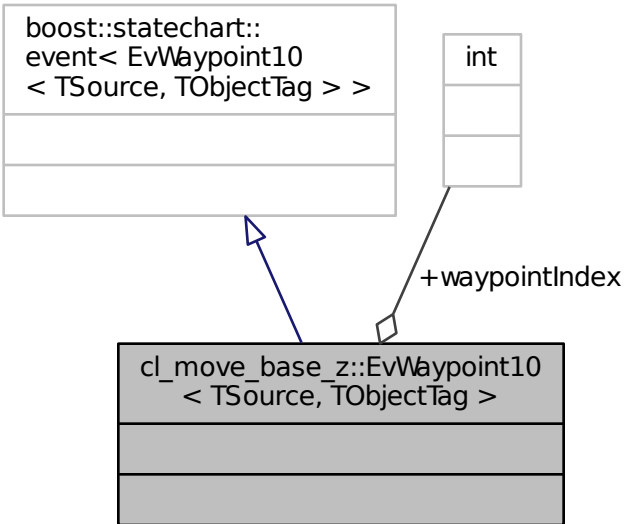 boost::statechart::
event< EvWaypoint10
< TSource, TObjectTag > >
int
+waypointIndex
cl_move_base_z::EvWaypoint10
< TSource, TObjectTag >